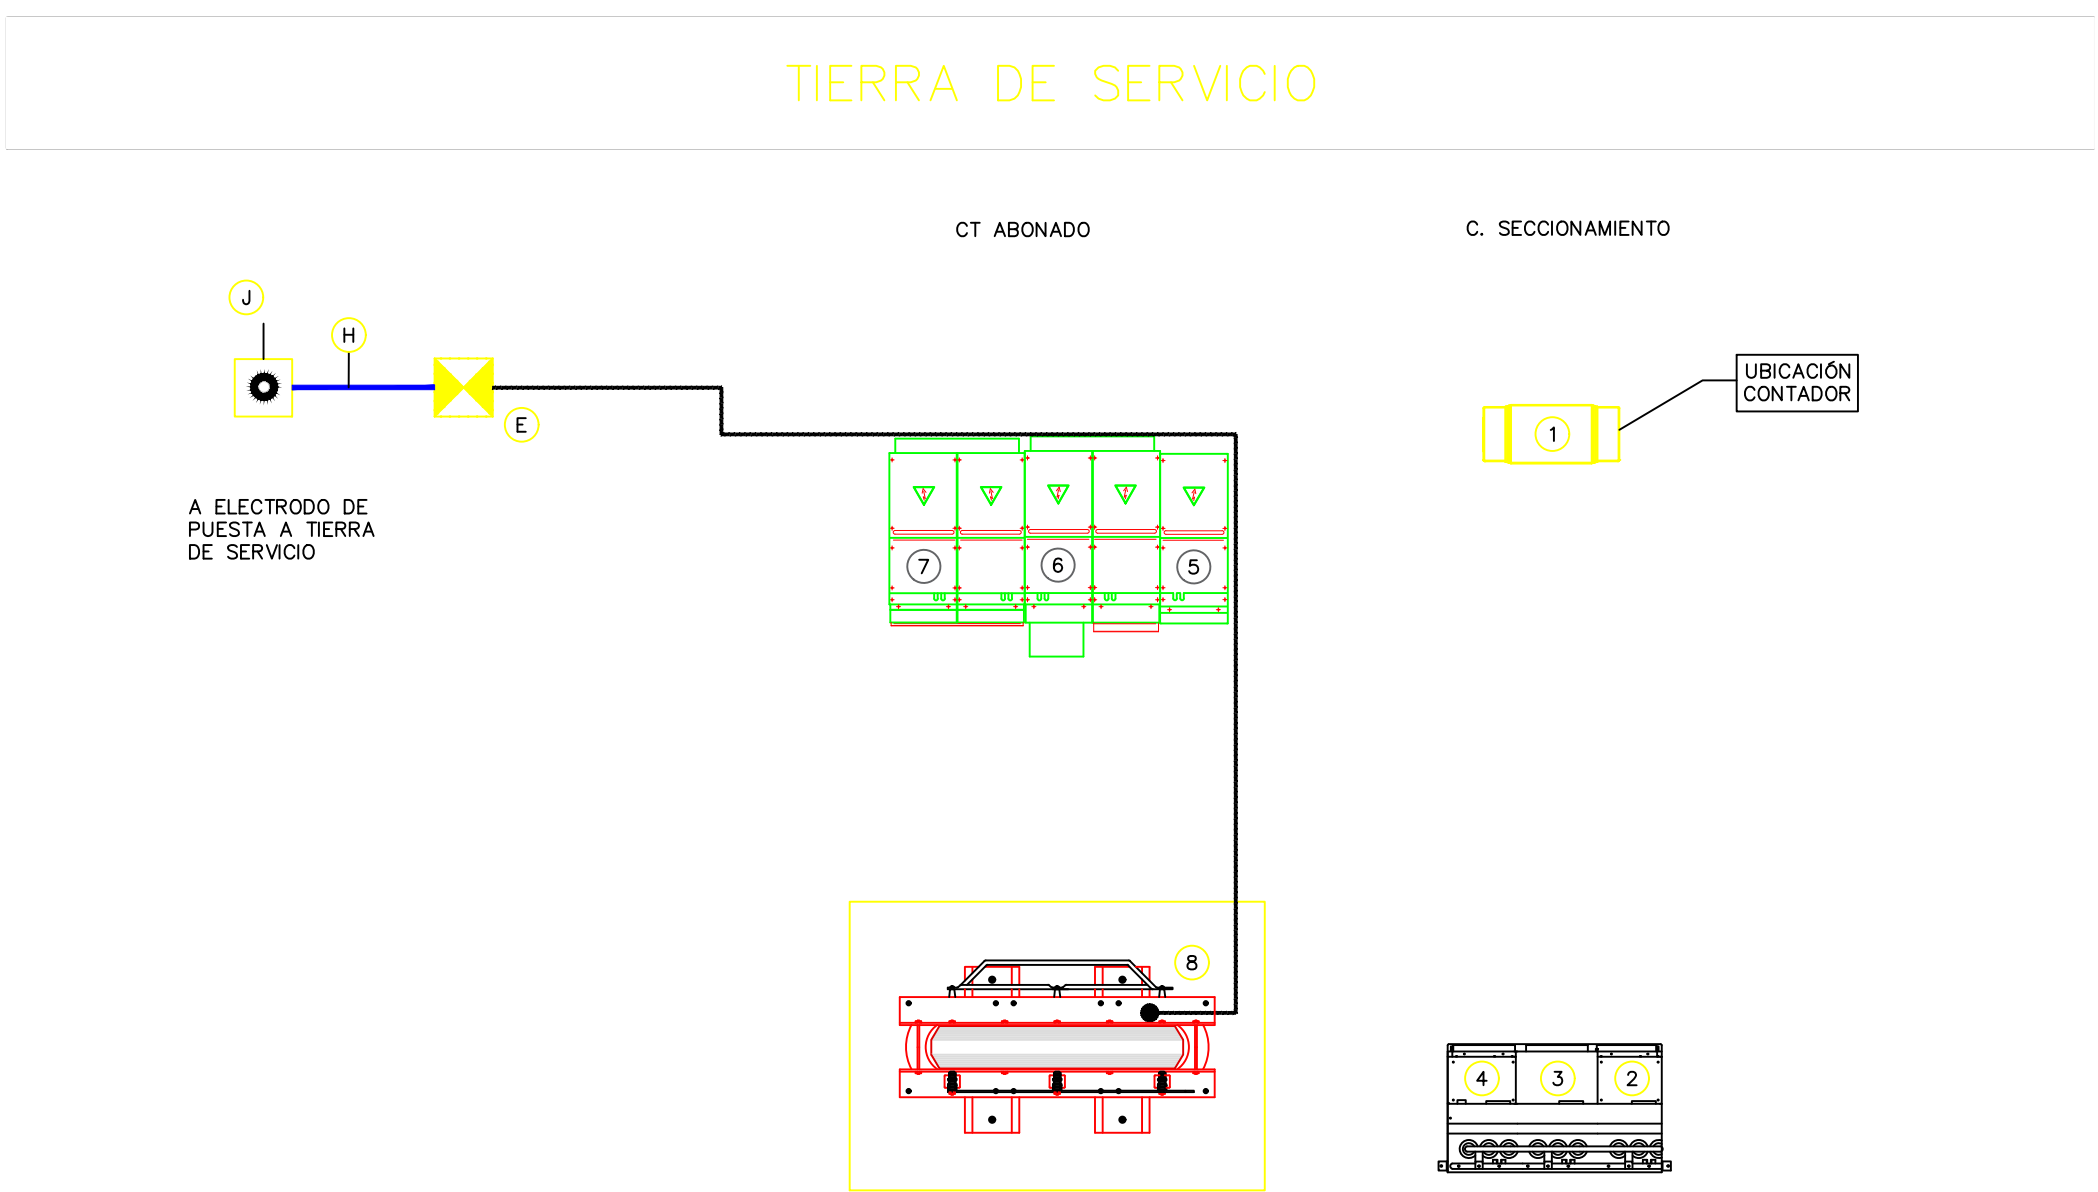 TIERRA DE SERVICIO
CT ABONADO
C. SECCIONAMIENTO
J
H
E
UBICACIÓN
CONTADOR
1
A ELECTRODO DE
PUESTA A TIERRA
DE SERVICIO
7
6
5
8
4
3
2